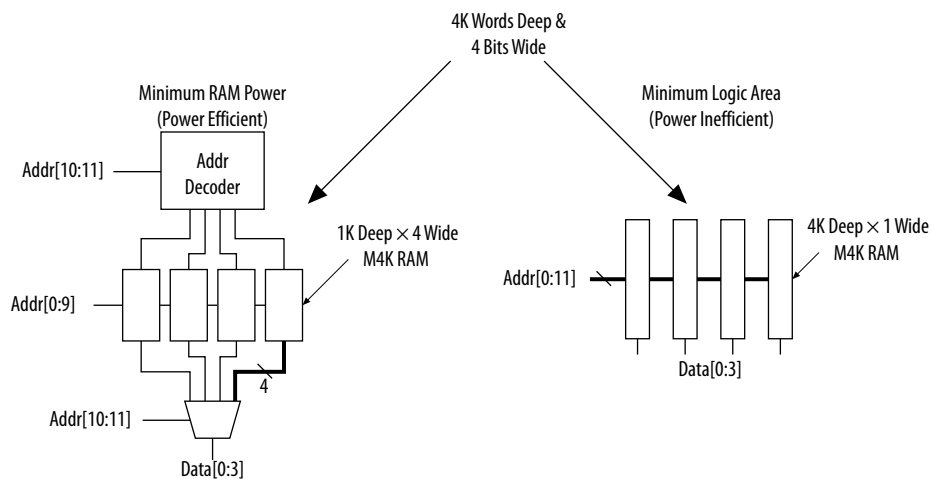 4K Words Deep &
4 Bits Wide
Minimum RAM Power
(Power Efficient)
Minimum Logic Area
(Power Inefficient)
Addr[10:11]
Addr
Decoder
1K Deep × 4 Wide
M4K RAM
4K Deep × 1 Wide
M4K RAM
Addr[0:9]
Addr[0:11]
4
Data[0:3]
Addr[10:11]
Data[0:3]